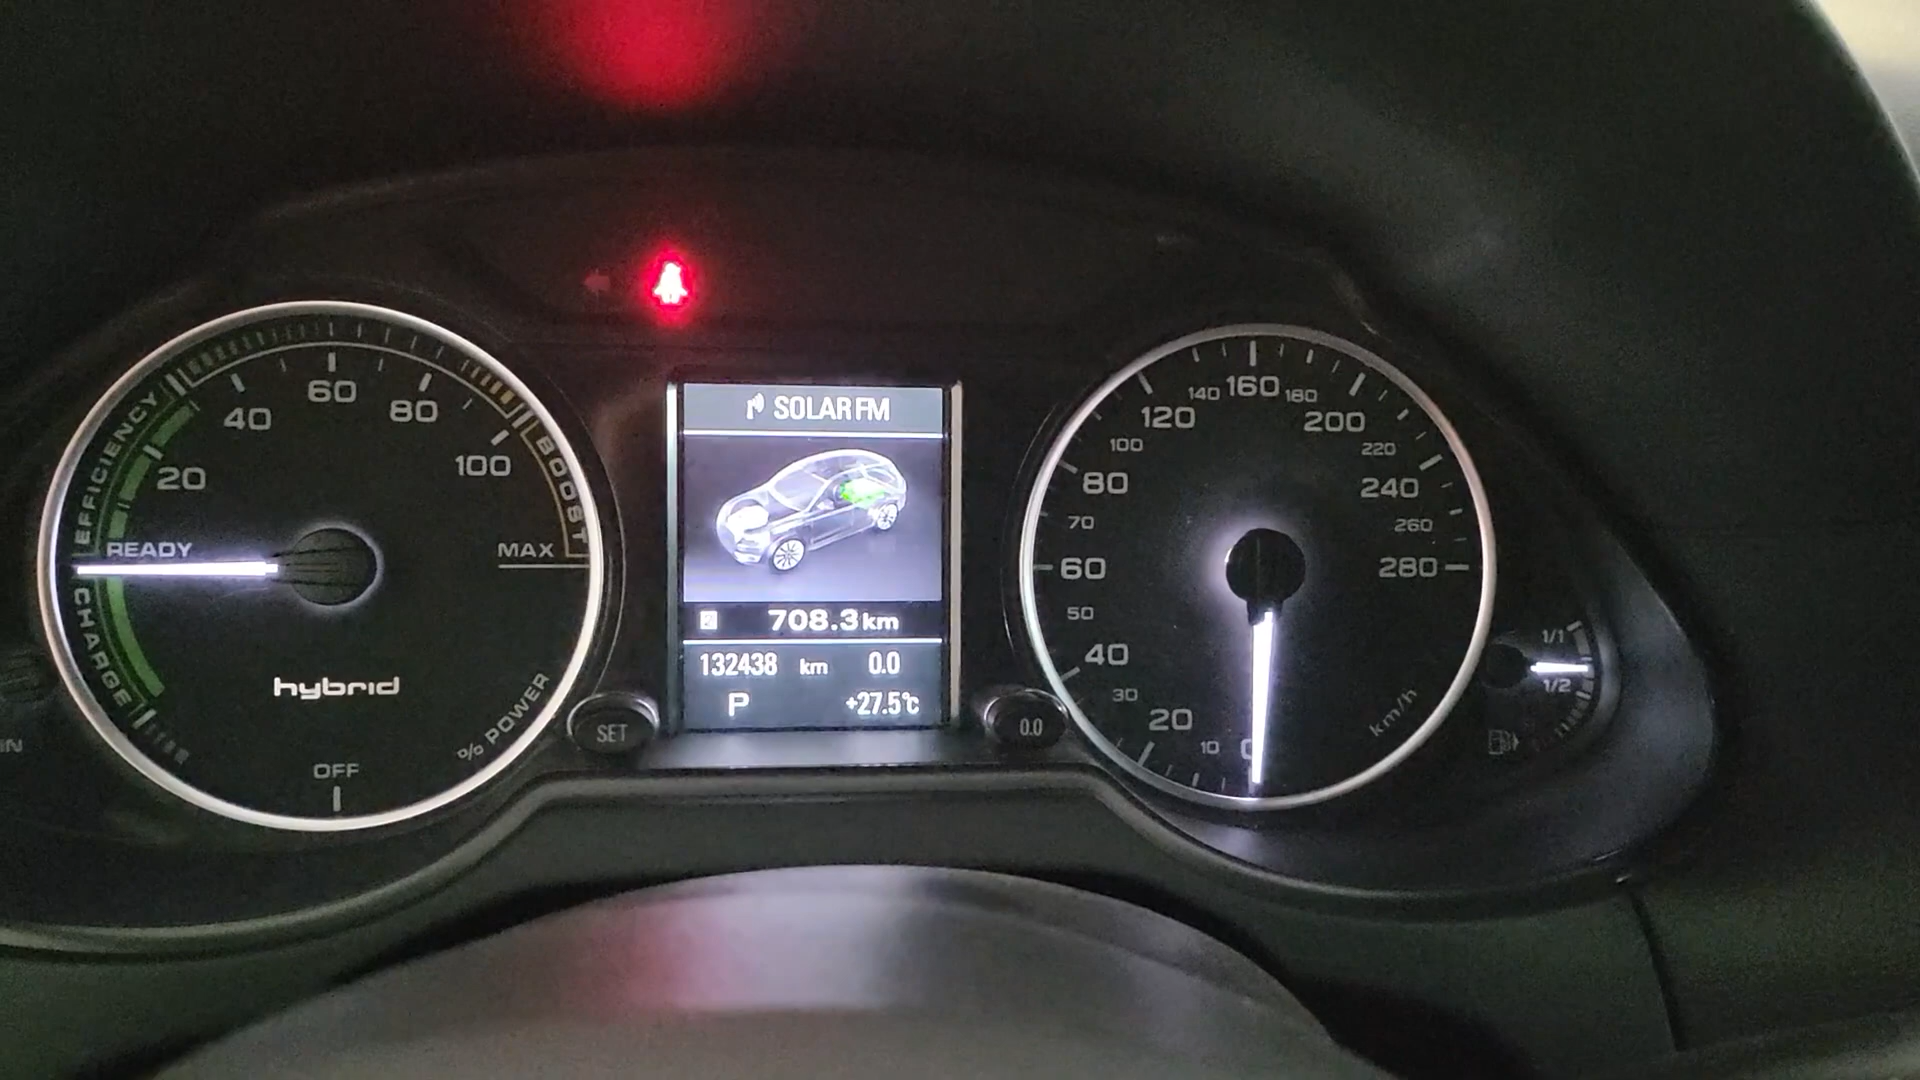 SOLAR FM
708.3 km
132438 km 0.0
P +27.5°C
EFFICIENCY
CHARGE
READY
20
40
60
80
100
BOOST
MAX
hybrid
% POWER
OFF
SET
0.0
0
10
20
30
40
50
60
70
80
100
120
140
160
180
200
220
240
260
280
km/h
1/1
1/2